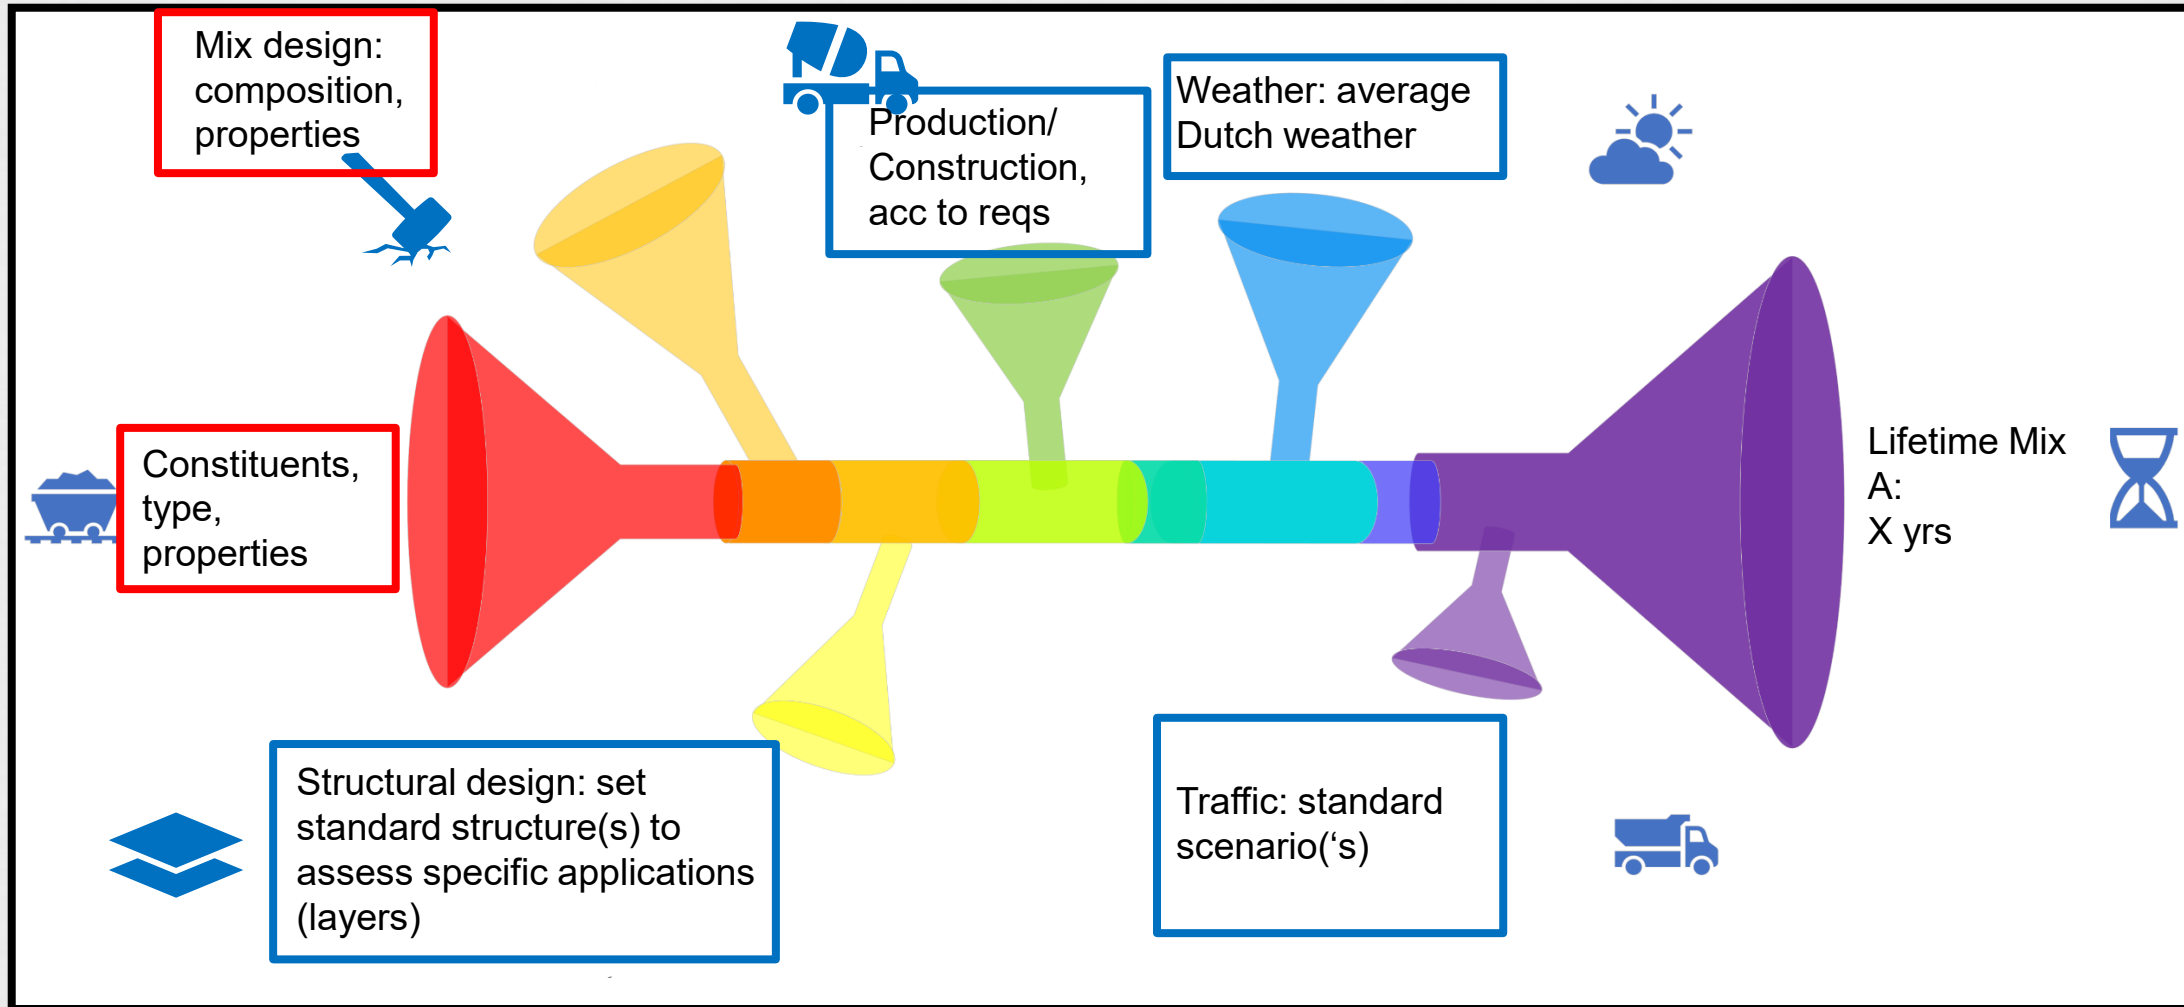 Mix design:
composition,
properties
Production/
Construction,
acc to reqs
Weather: average
Dutch weather
Constituents,
type,
properties
Lifetime Mix
A:
X yrs
Structural design: set
standard structure(s) to
assess specific applications
(layers)
Traffic: standard
scenario(‘s)